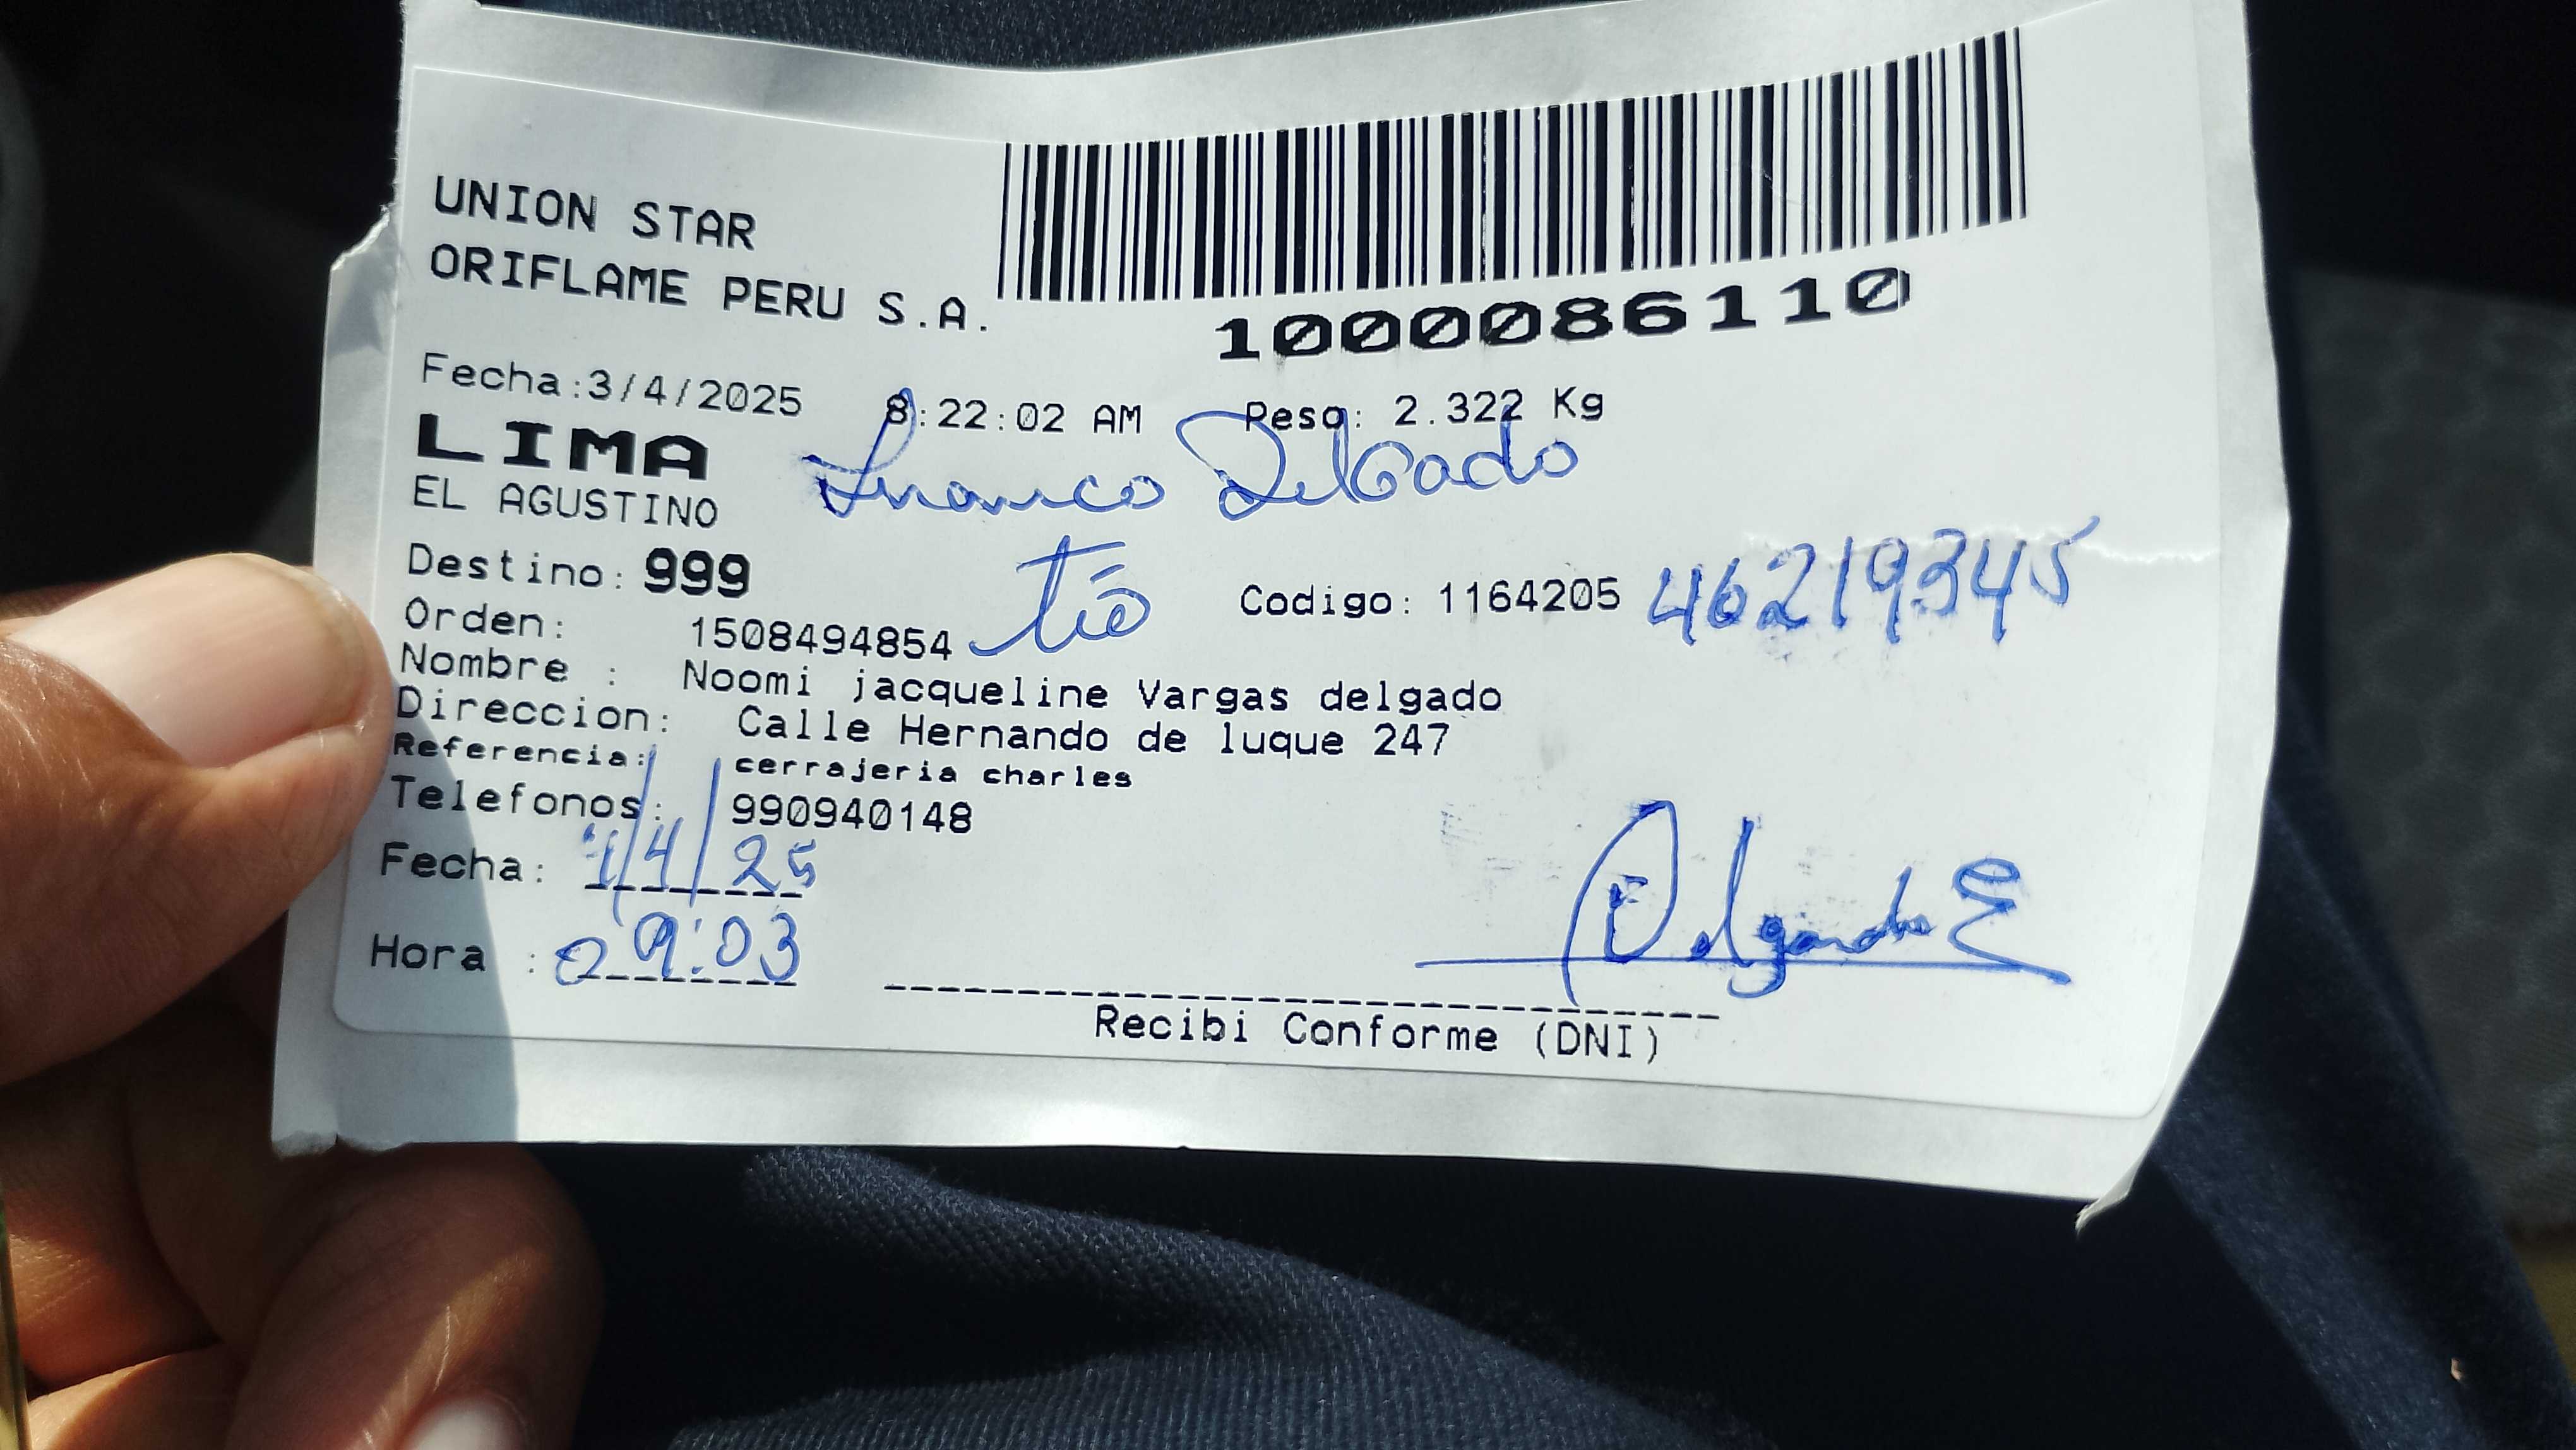 UNION STAR
ORIFLAME PERU S.A.
1000086110
Fecha:3/4/2025 8:22:02 AM Peso: 2.322 Kg
LIMA
Franco Delgado
EL AGUSTINO
Destino: 999
tío
Codigo: 1164205 46219345
Orden: 1508494854
Nombre : Noomi jacqueline Vargas delgado
Direccion: Calle Hernando de luque 247
Referencia: cerrajeria charles
Telefonos: 990940148
Fecha: /4/25
Hora : 09:03
Delgado E
Recibi Conforme (DNI)